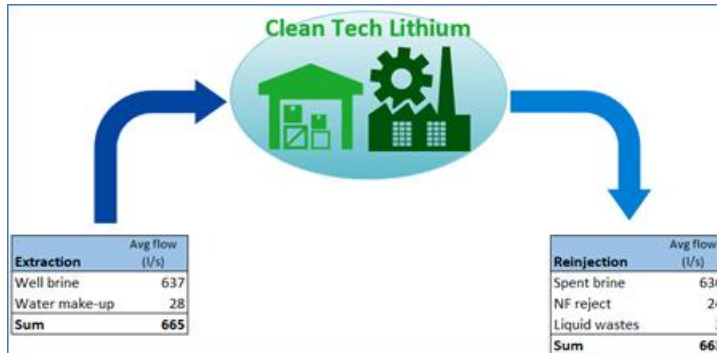 Clean Tech Lithium
Extraction Avg flow (l/s)
Well brine 637
Water make-up 28
Sum 665
Reinjection Avg flow (l/s)
Spent brine
NF reject
Liquid wastes
Sum